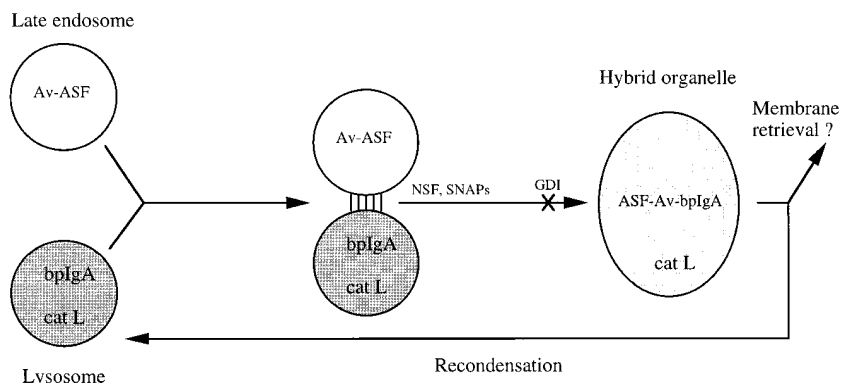 Late endosome
Av-ASF
bpIgA
cat L
Lysosome
Av-ASF
bpIgA
cat L
NSF, SNAPs
GDI
Hybrid organelle
ASF-Av-bpIgA
cat L
Membrane
retrieval ?
Recondensation